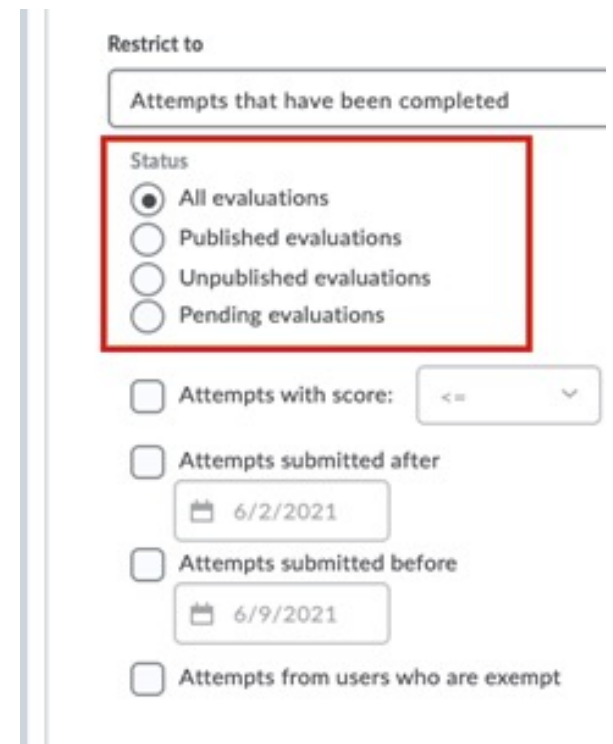 Restrict to
Attempts that have been completed
Status
All evaluations
Published evaluations
Unpublished evaluations
Pending evaluations
Attempts with score: <=
Attempts submitted after
6/2/2021
Attempts submitted before
6/9/2021
Attempts from users who are exempt